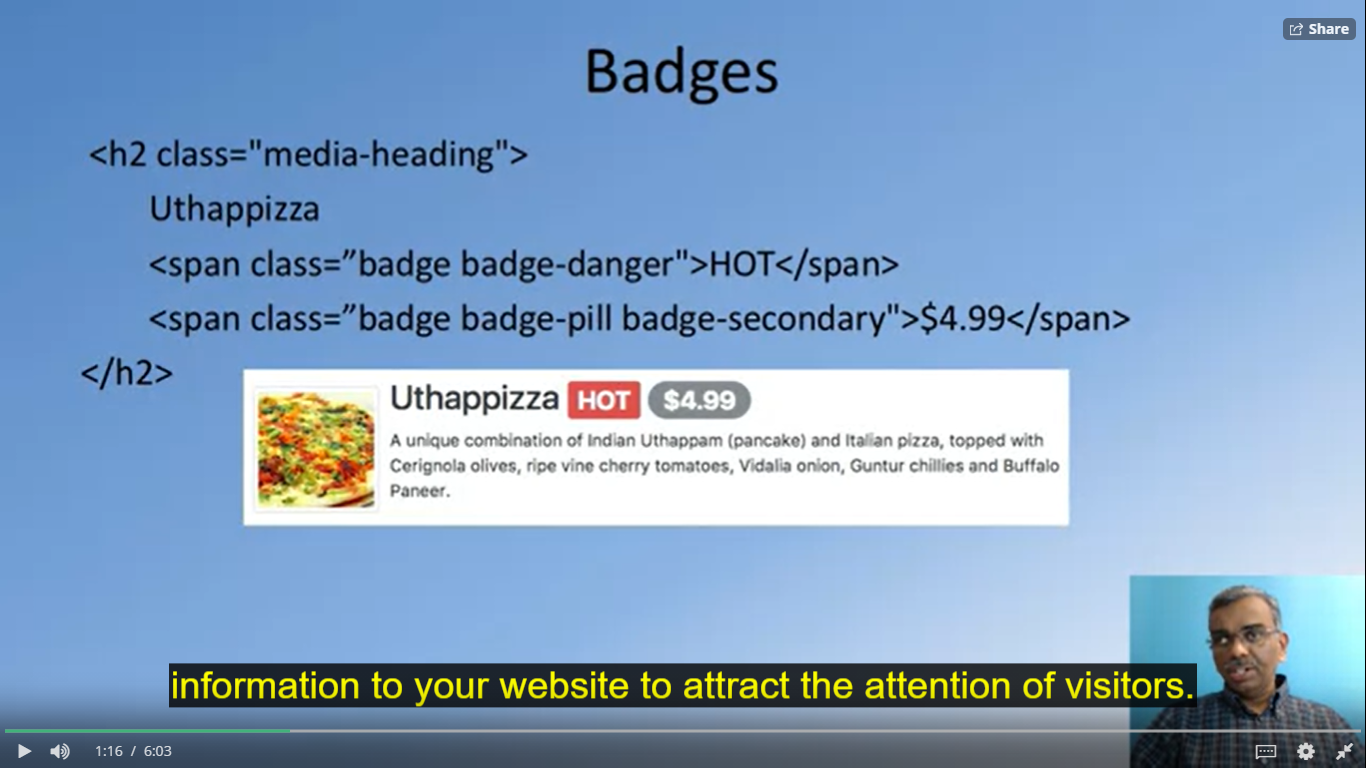 Share
Badges
<h2 class="media-heading">
Uthappizza
<span class=”badge badge-danger">HOT</span>
<span class=”badge badge-pill badge-secondary">$4.99</span>
</h2>
Uthappizza HOT $4.99
A unique combination of Indian Uthappam (pancake) and Italian pizza, topped with
Cerignola olives, ripe vine cherry tomatoes, Vidalia onion, Guntur chillies and Buffalo
Paneer.
information to your website to attract the attention of visitors.
1:16 / 6:03